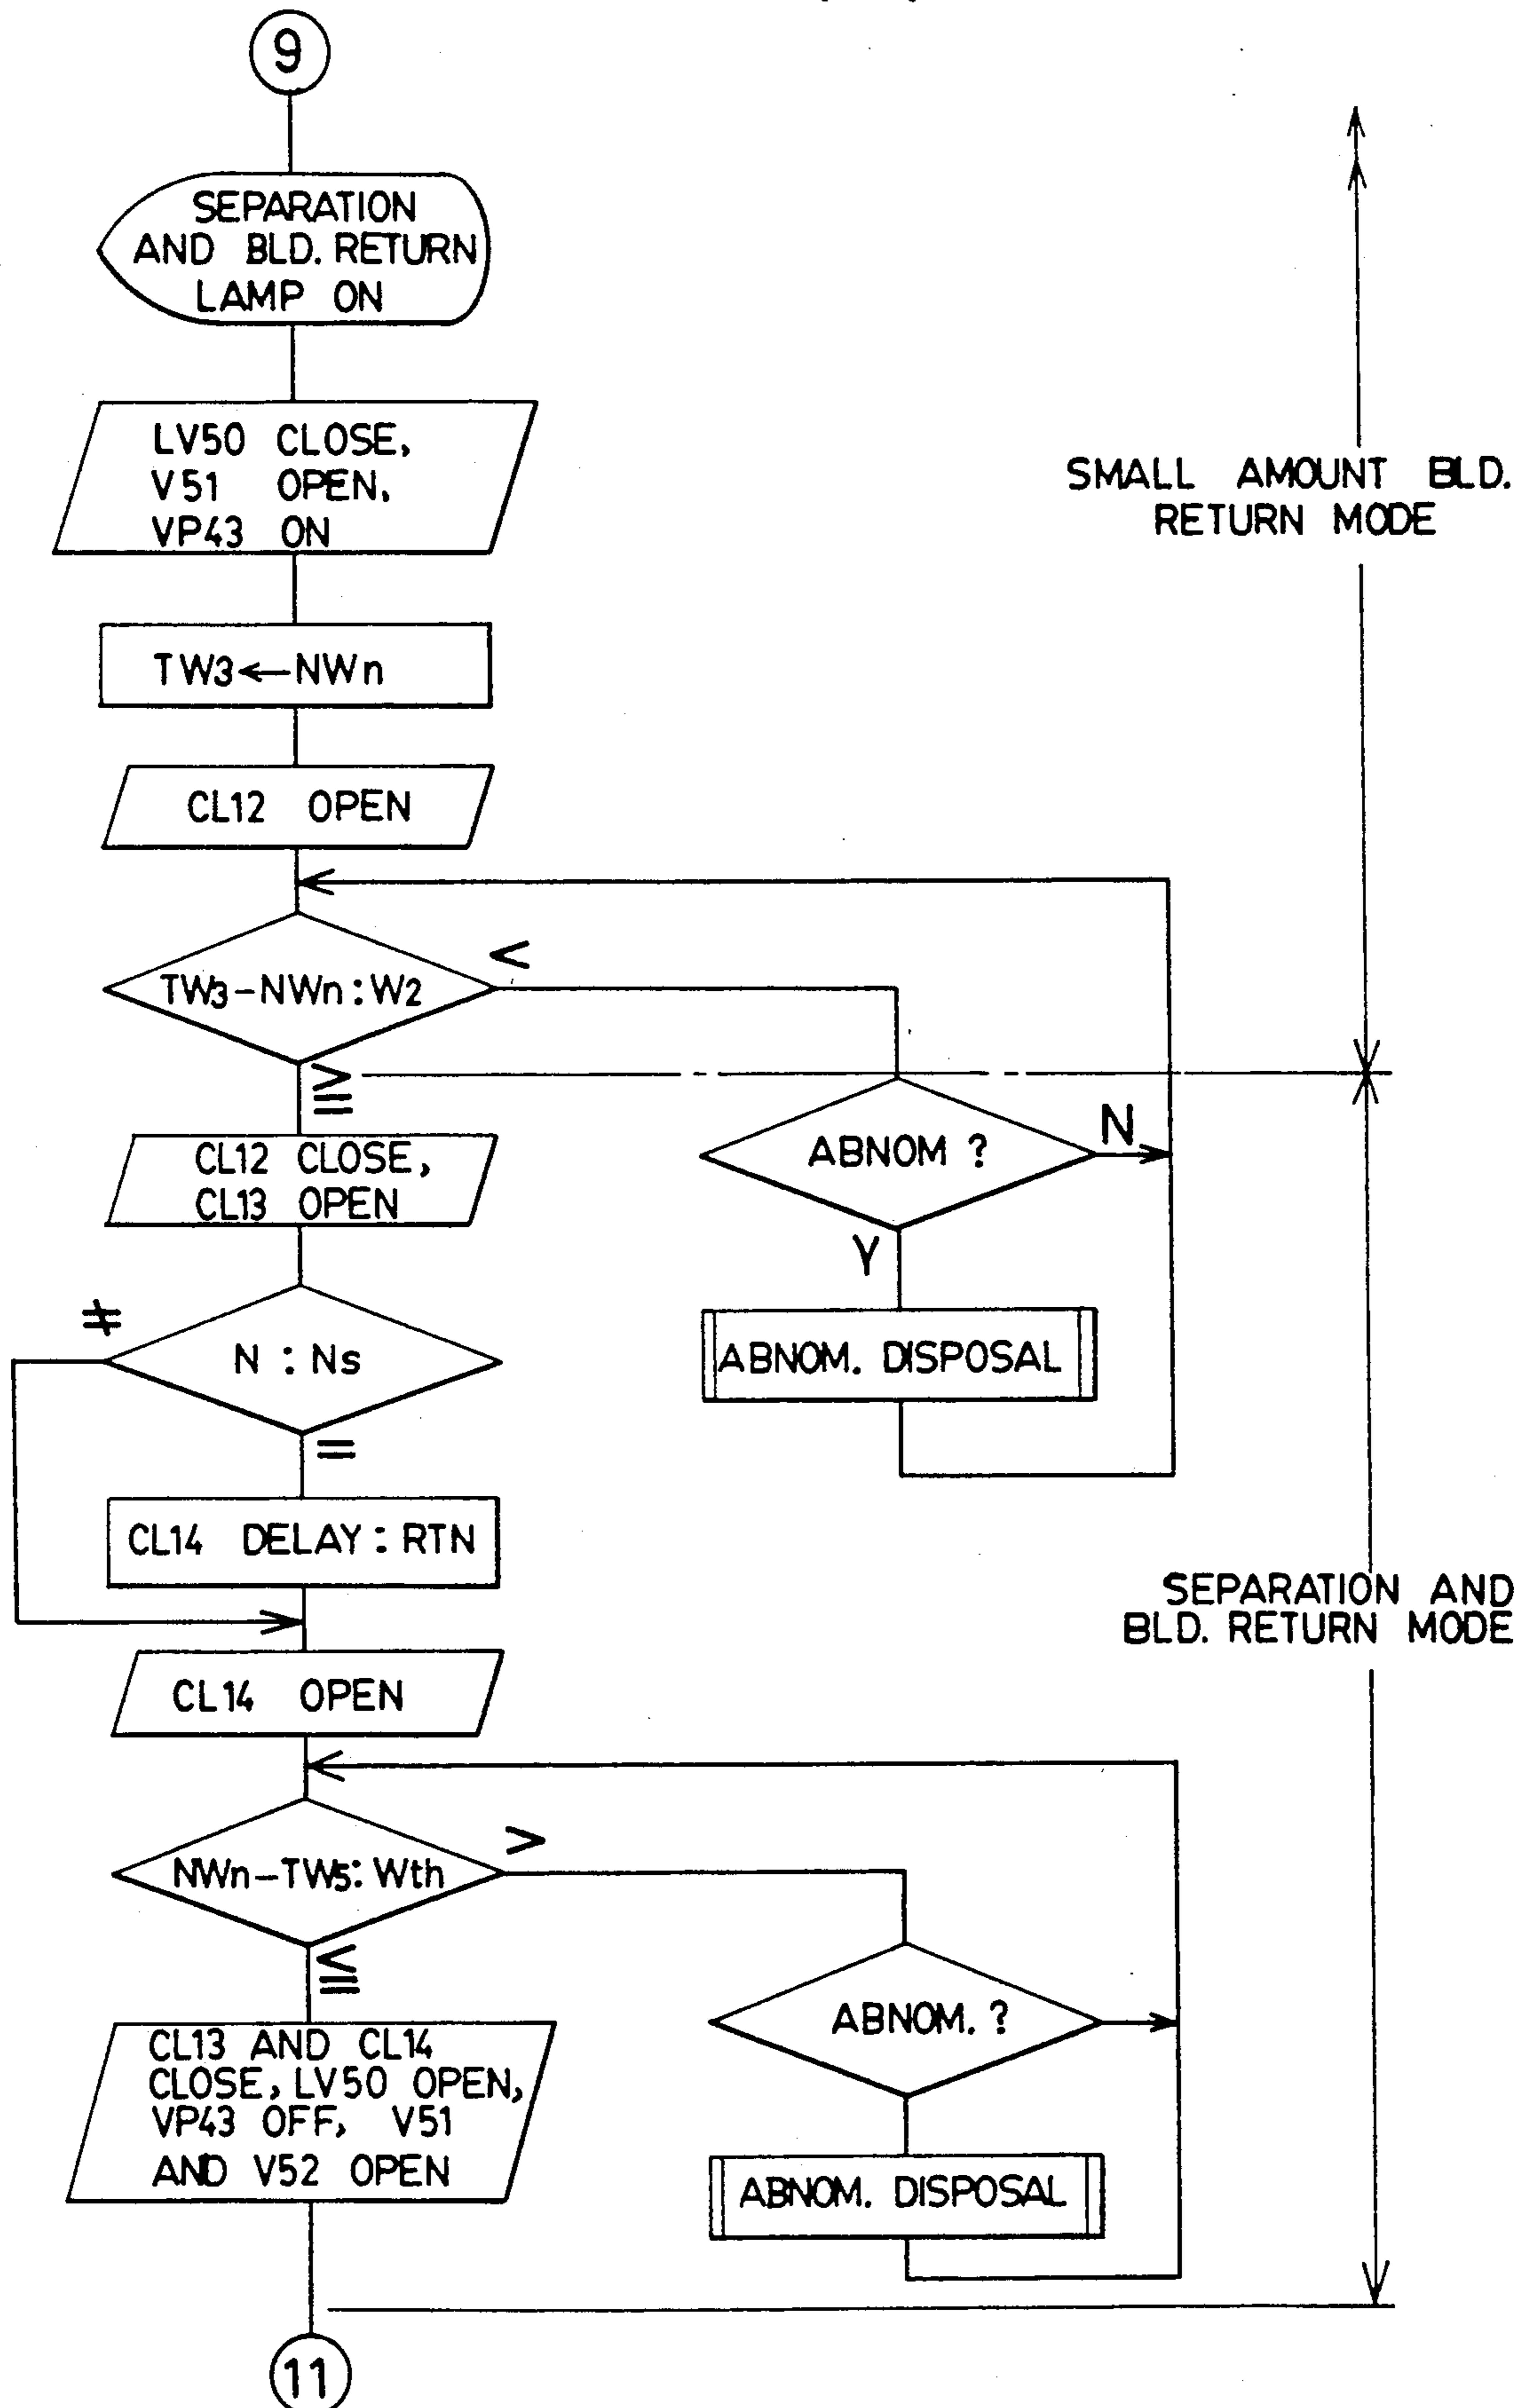 9
SEPARATION
AND BLD. RETURN
LAMP ON
LV50 CLOSE,
V51 OPEN,
VP43 ON
SMALL AMOUNT BLD.
RETURN MODE
TW3←NWn
CL12 OPEN
<
TW3-NWn:W2
≧
ABNOM ?
N
Y
ABNOM. DISPOSAL
CL12 CLOSE,
CL13 OPEN
≠
N : Ns
=
CL14 DELAY : RTN
SEPARATION AND
BLD. RETURN MODE
CL14 OPEN
>
NWn-TW5:Wth
≦
ABNOM. ?
ABNOM. DISPOSAL
CL13 AND CL14
CLOSE, LV50 OPEN,
VP43 OFF, V51
AND V52 OPEN
11